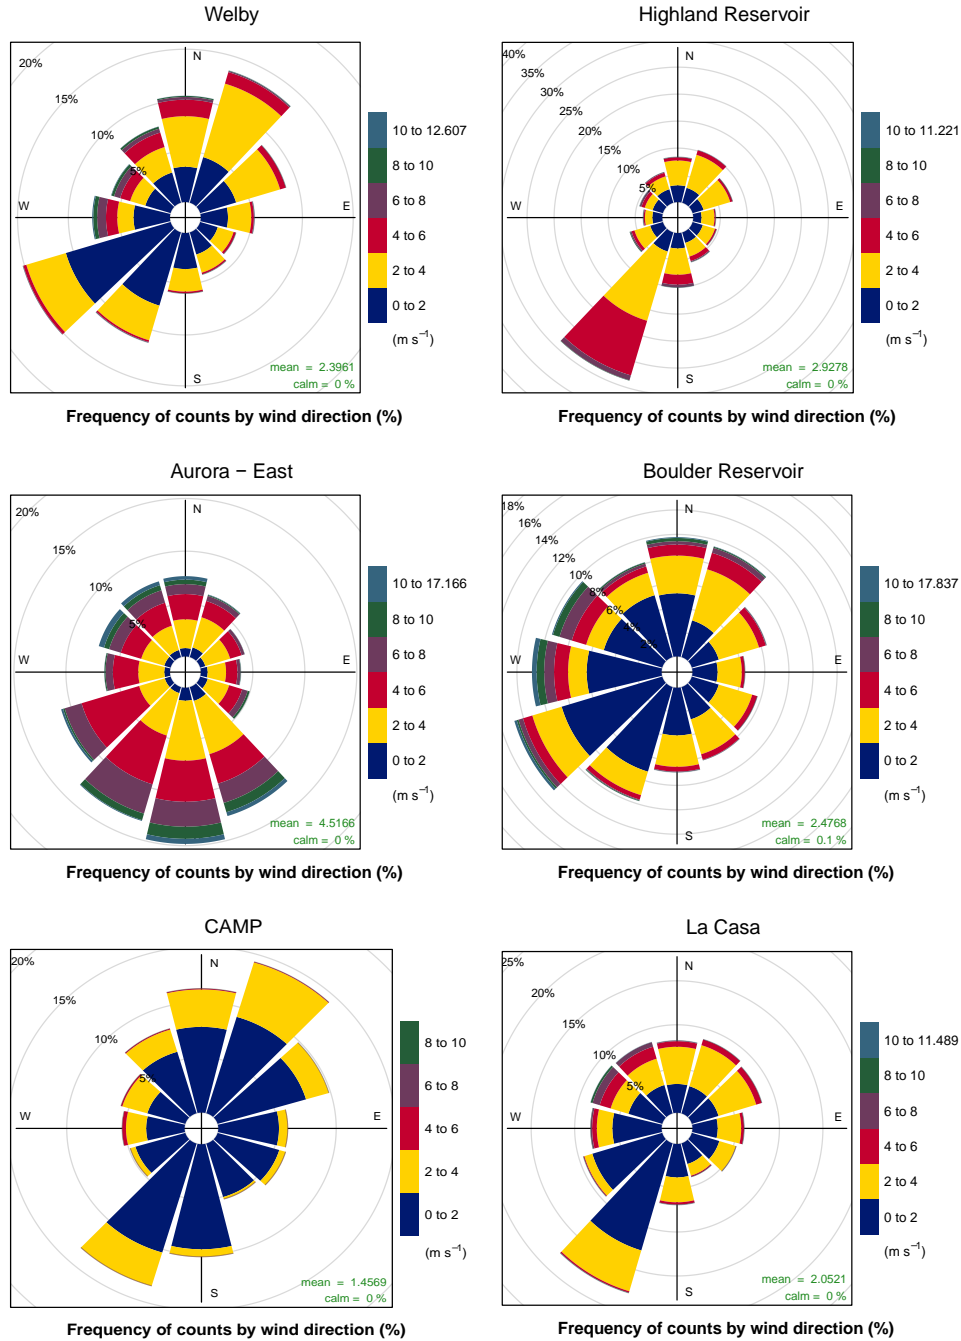 Welby
20%
15%
10%
5%
N
W
E
S
10 to 12.607
8 to 10
6 to 8
4 to 6
2 to 4
0 to 2
(m s⁻¹)
mean = 2.3961
calm = 0 %
Frequency of counts by wind direction (%)
Highland Reservoir
40%
35%
30%
25%
20%
15%
10%
5%
N
W
E
S
10 to 11.221
8 to 10
6 to 8
4 to 6
2 to 4
0 to 2
(m s⁻¹)
mean = 2.9278
calm = 0 %
Frequency of counts by wind direction (%)
Aurora − East
20%
15%
10%
5%
N
W
E
S
10 to 17.166
8 to 10
6 to 8
4 to 6
2 to 4
0 to 2
(m s⁻¹)
mean = 4.5166
calm = 0 %
Frequency of counts by wind direction (%)
Boulder Reservoir
18%
16%
14%
12%
10%
8%
6%
4%
2%
N
W
E
S
10 to 17.837
8 to 10
6 to 8
4 to 6
2 to 4
0 to 2
(m s⁻¹)
mean = 2.4768
calm = 0.1 %
Frequency of counts by wind direction (%)
CAMP
20%
15%
10%
5%
N
W
E
S
8 to 10
6 to 8
4 to 6
2 to 4
0 to 2
(m s⁻¹)
mean = 1.4569
calm = 0 %
Frequency of counts by wind direction (%)
La Casa
25%
20%
15%
10%
5%
N
W
E
S
10 to 11.489
8 to 10
6 to 8
4 to 6
2 to 4
0 to 2
(m s⁻¹)
mean = 2.0521
calm = 0 %
Frequency of counts by wind direction (%)